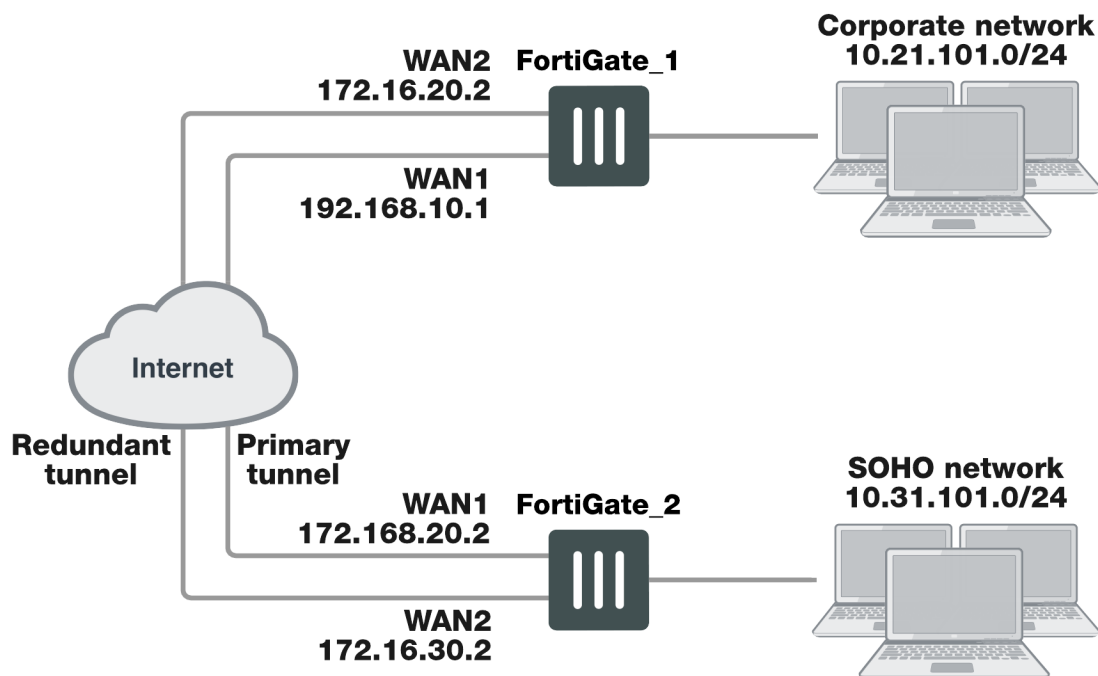 Corporate network
10.21.101.0/24
WAN2
172.16.20.2
FortiGate_1
WAN1
192.168.10.1
Internet
Redundant
tunnel
Primary
tunnel
WAN1
172.168.20.2
FortiGate_2
SOHO network
10.31.101.0/24
WAN2
172.16.30.2